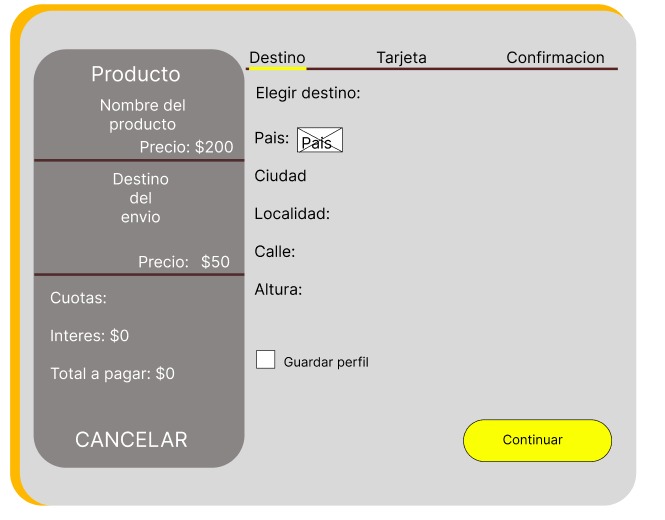 Producto
Nombre del
producto
Precio: $200
Destino
del
envio
Precio: $50
Cuotas:
Interes: $0
Total a pagar: $0
CANCELAR
Destino Tarjeta Confirmacion
Elegir destino:
Pais: Pais
Ciudad
Localidad:
Calle:
Altura:
Guardar perfil
Continuar